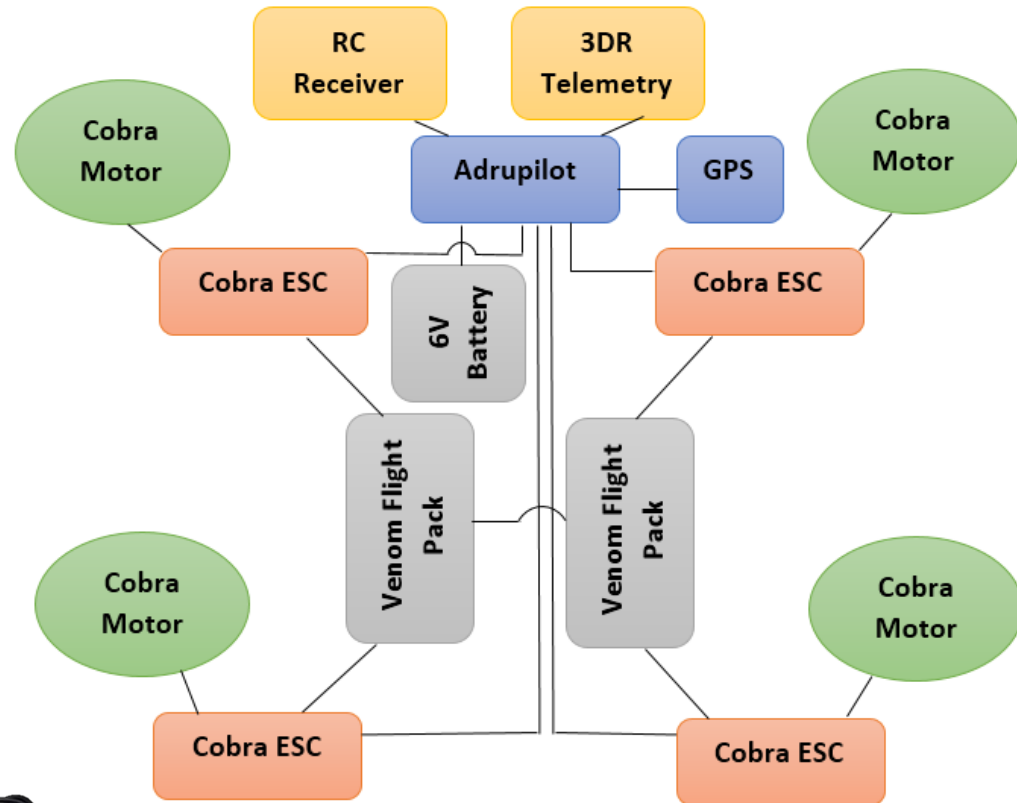 RC
Receiver
3DR
Telemetry
Cobra
Motor
Cobra
Motor
Adrupilot
GPS
Cobra ESC
Cobra ESC
6V
Battery
Venom Flight
Pack
Venom Flight
Pack
Cobra
Motor
Cobra
Motor
Cobra ESC
Cobra ESC